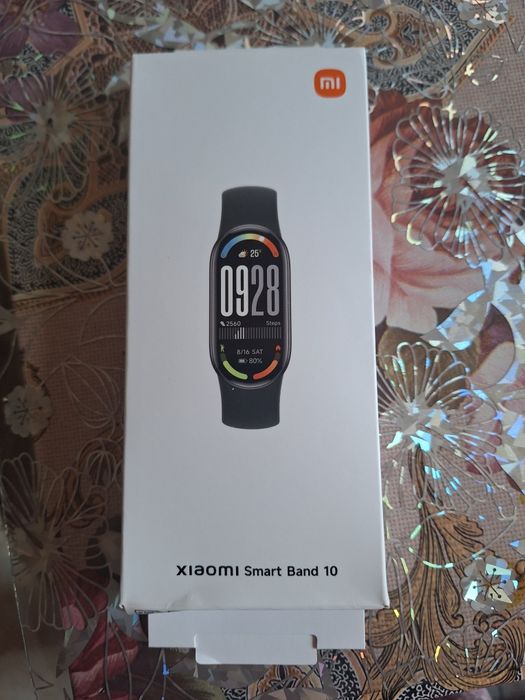 mi
25°
0928
2560 Steps
8/16 SAT
80%
xiaomi Smart Band 10